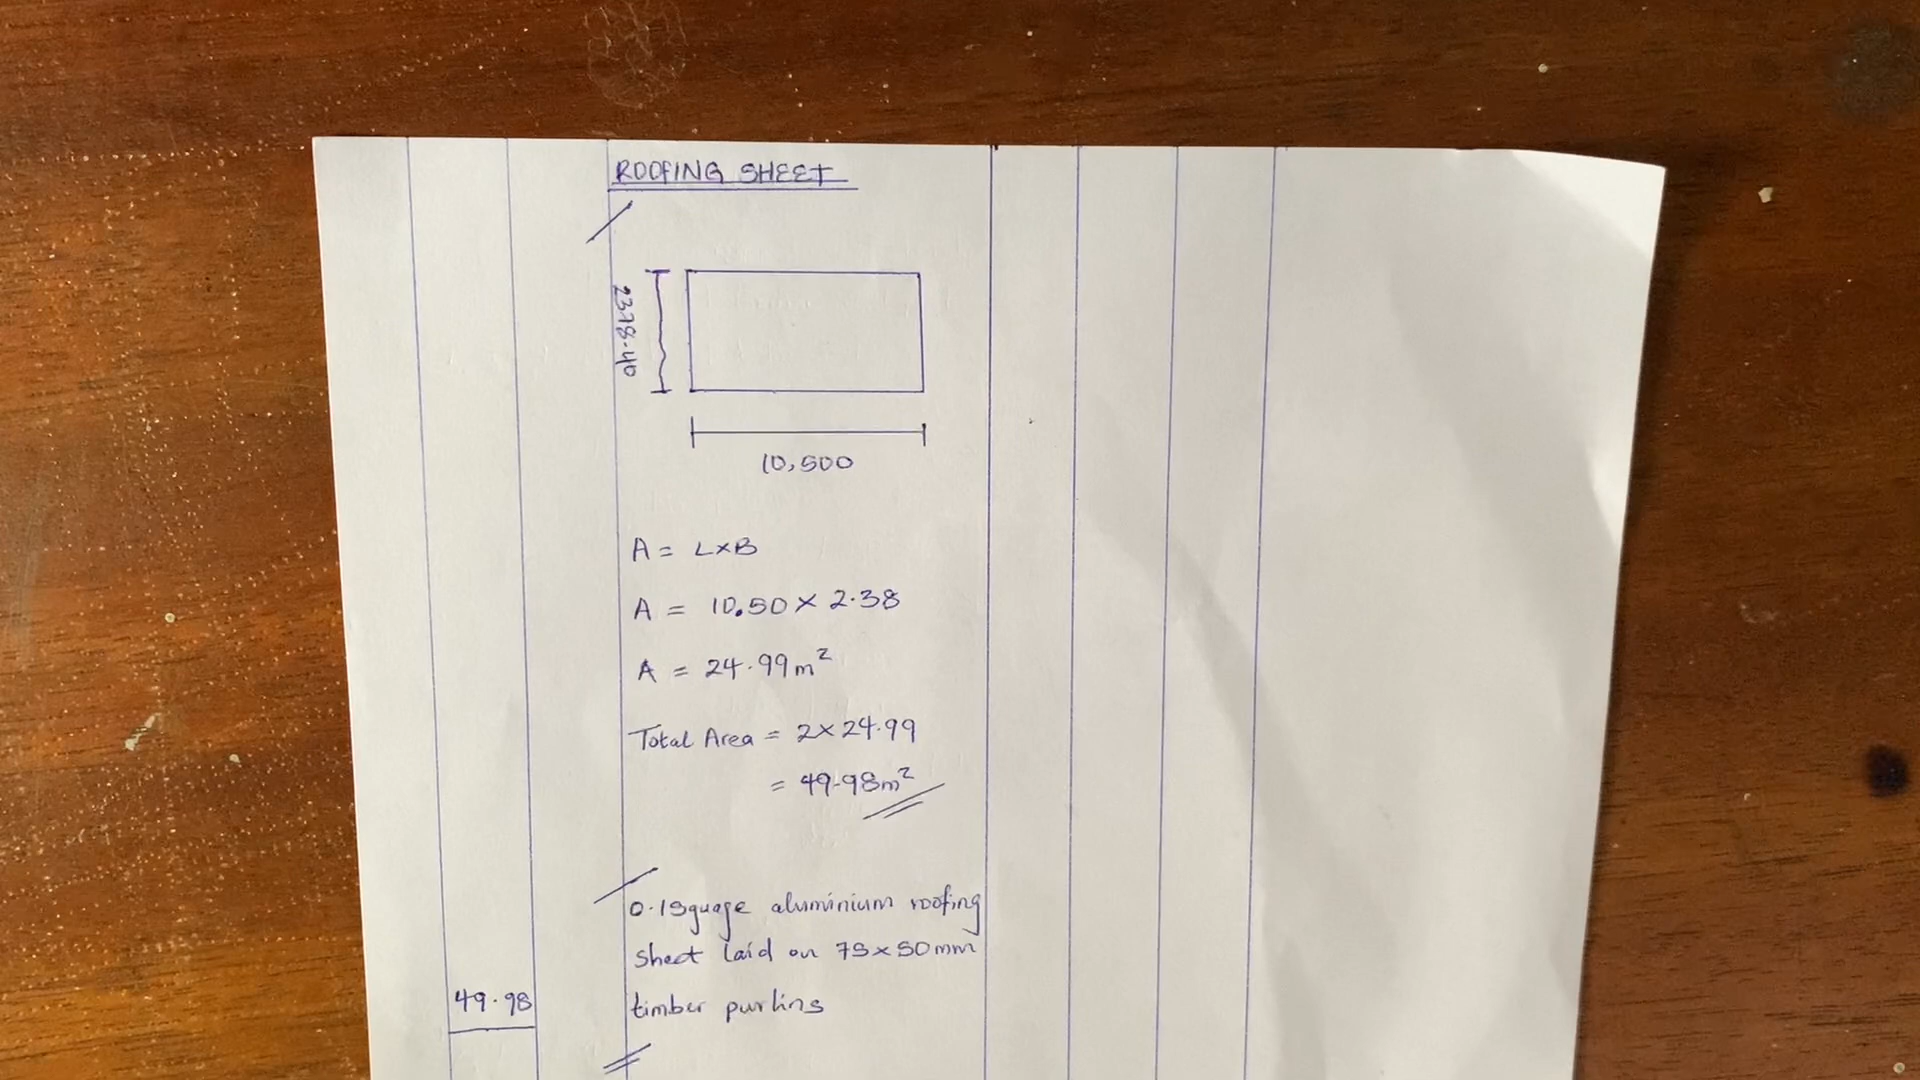 ROOFING SHEET
2378.40
10,500
A = L×B
A = 10.50 × 2.38
A = 24.99m²
Total Area = 2×24.99
= 49.98m²
0.15guage aluminium roofing
sheet laid on 75×50mm
49.98 timber purlins